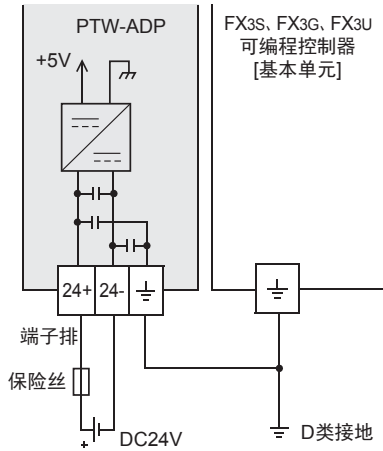 PTW-ADP
+5V
FX3S、FX3G、FX3U
可编程控制器
[基本单元]
24+ 24-
端子排
保险丝
+
DC24V
D类接地